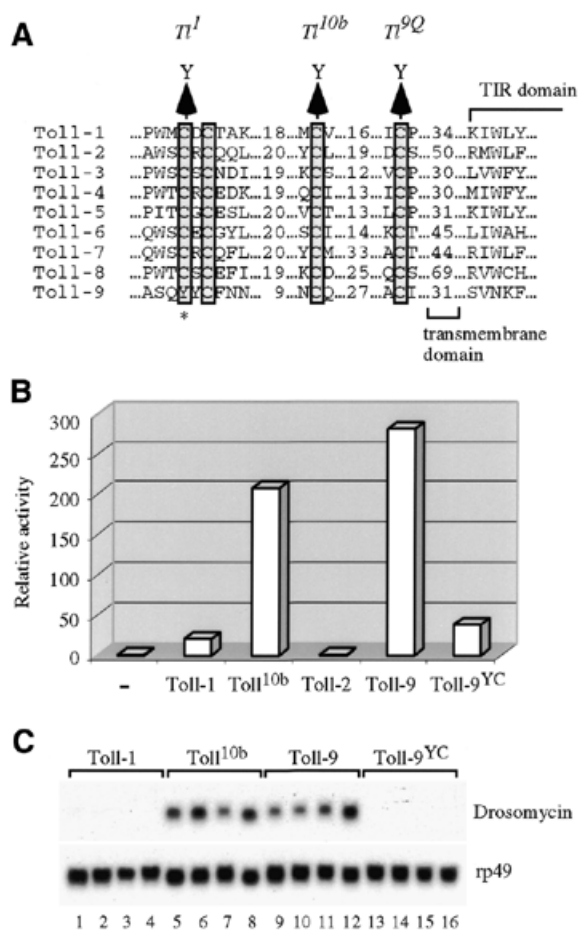 A
Tl1 Tl10b Tl9Q
Y Y Y
TIR domain
Toll-1 ...PWMCDCTAK...18...MCV...16...ICP...34...KIWLY...
Toll-2 ...AWSCRCQQL...20...YCL...19...DCS...50...RMWLF...
Toll-3 ...PWSCSCNDI...19...KCS...12...VCP...30...LVWFY...
Toll-4 ...PWTCRCEDK...19...QCI...13...ICP...30...MIWFY...
Toll-5 ...PITCGCESL...20...VCT...13...LCP...31...KIWLY...
Toll-6 ...QWSCECGYL...20...SCI...14...KCT...45...LIWAH...
Toll-7 ...QWSCRCQFL...20...YCM...33...ACT...44...RIWLF...
Toll-8 ...PWTCSCEFI...19...KCD...25...QCS...69...RVWCH...
Toll-9 ...ASQYYCFNN... 9...NCQ...27...ACI...31...SVNKF...
*
transmembrane
domain
B
Relative activity
300
250
200
150
100
50
0
- Toll-1 Toll10b Toll-2 Toll-9 Toll-9YC
C
Toll-1 Toll10b Toll-9 Toll-9YC
Drosomycin
rp49
1 2 3 4 5 6 7 8 9 10 11 12 13 14 15 16